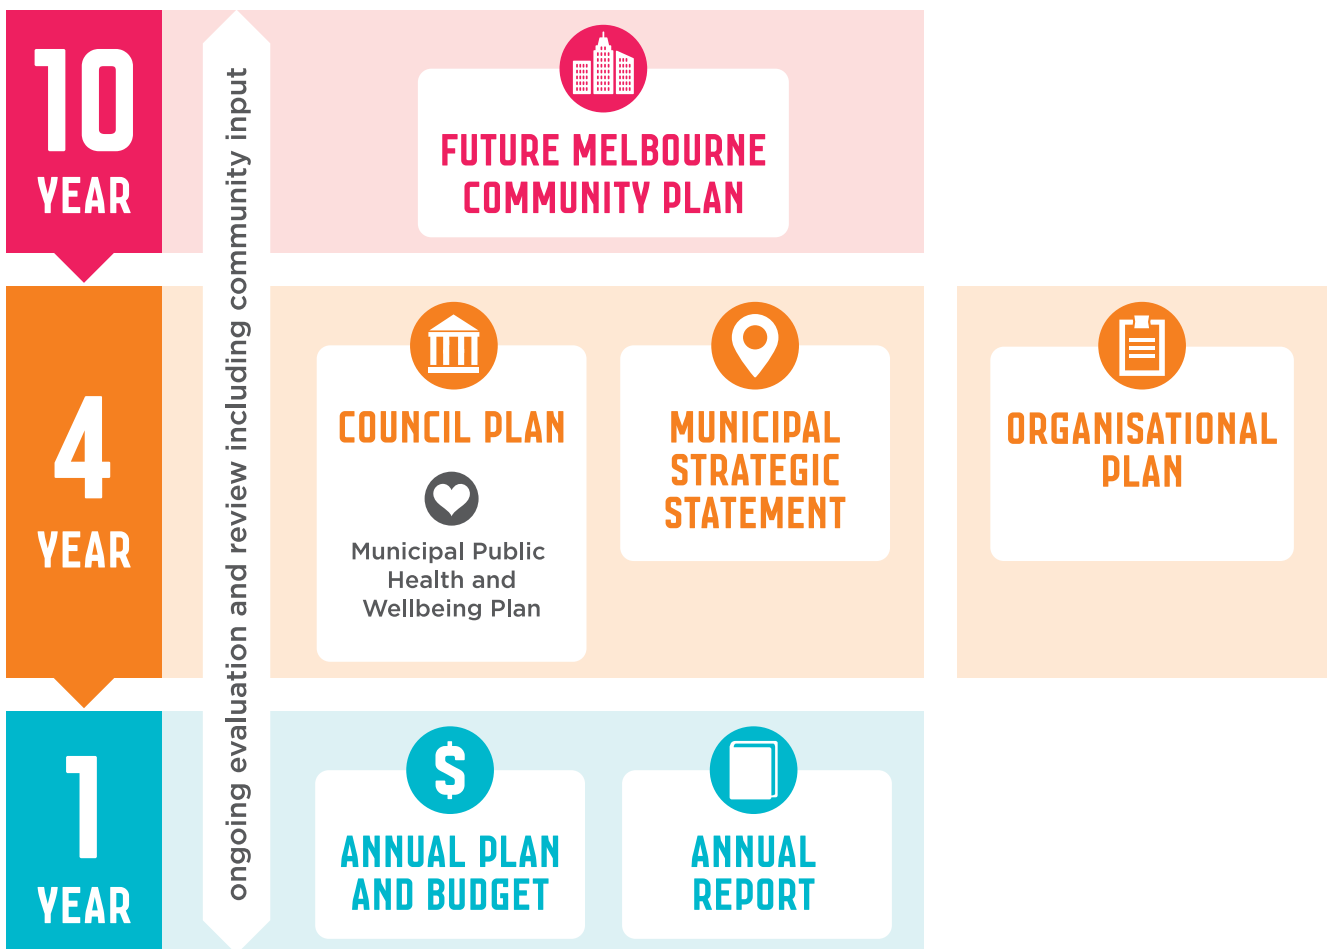 10
YEAR
ongoing evaluation and review including community input
FUTURE MELBOURNE
COMMUNITY PLAN
4
YEAR
COUNCIL PLAN
Municipal Public
Health and
Wellbeing Plan
MUNICIPAL
STRATEGIC
STATEMENT
ORGANISATIONAL
PLAN
1
YEAR
$
ANNUAL PLAN
AND BUDGET
ANNUAL
REPORT